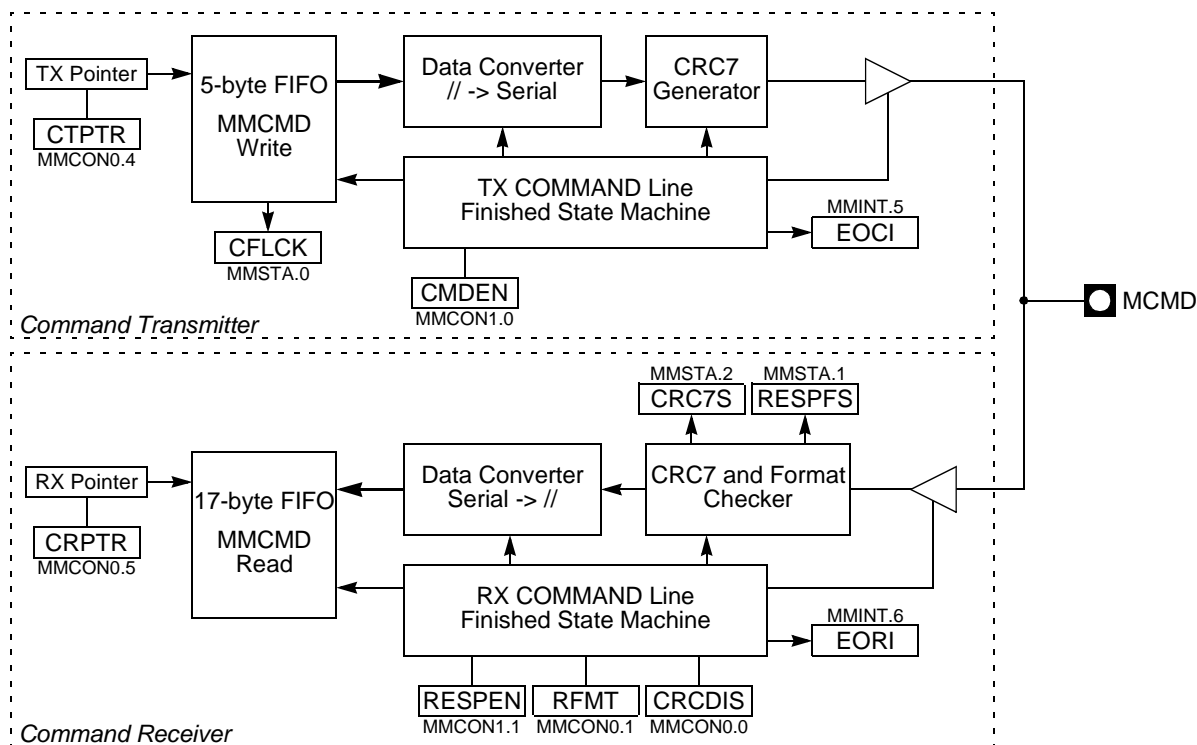 TX Pointer
CTPTR
MMCON0.4
5-byte FIFO
MMCMD
Write
CFLCK
MMSTA.0
Data Converter
// -> Serial
CRC7
Generator
TX COMMAND Line
Finished State Machine
CMDEN
MMCON1.0
MMINT.5
EOCI
Command Transmitter
MCMD
MMSTA.2
CRC7S
MMSTA.1
RESPFS
RX Pointer
CRPTR
MMCON0.5
17-byte FIFO
MMCMD
Read
Data Converter
Serial -> //
CRC7 and Format
Checker
RX COMMAND Line
Finished State Machine
MMINT.6
EORI
RESPEN
MMCON1.1
RFMT
MMCON0.1
CRCDIS
MMCON0.0
Command Receiver